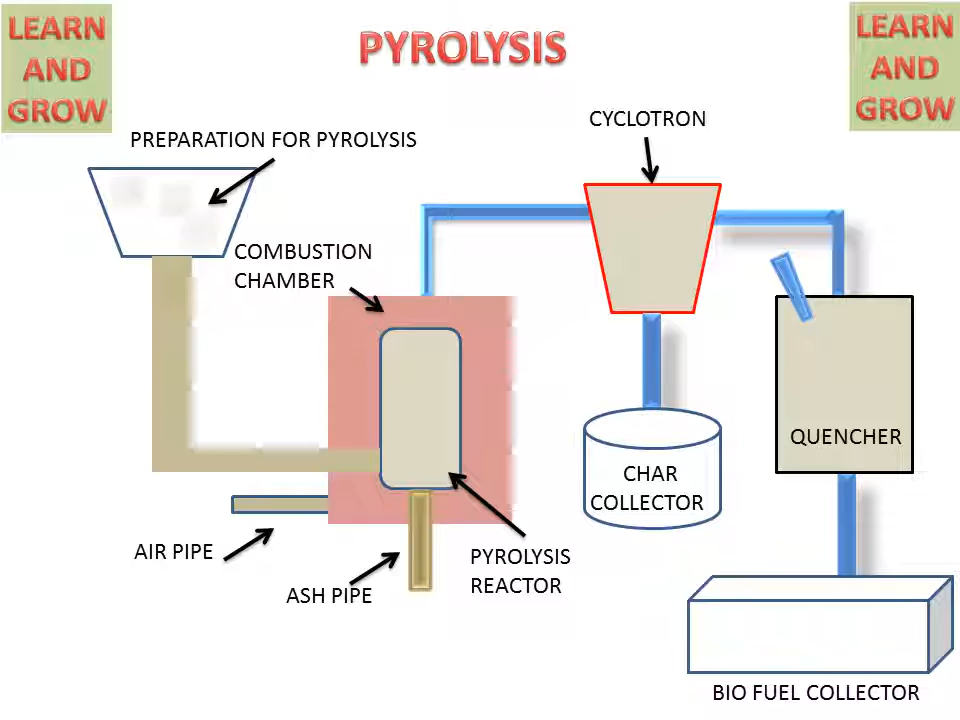 LEARN
AND
GROW
PYROLYSIS
LEARN
AND
GROW
CYCLOTRON
PREPARATION FOR PYROLYSIS
COMBUSTION
CHAMBER
QUENCHER
CHAR
COLLECTOR
AIR PIPE
PYROLYSIS
REACTOR
ASH PIPE
BIO FUEL COLLECTOR